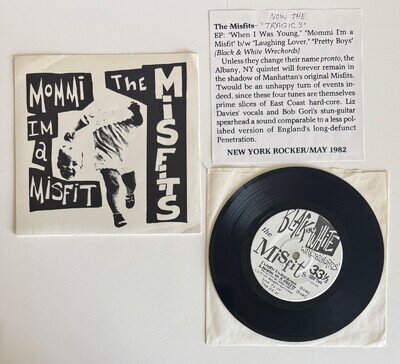 MOMMI
I'M
a
MISFIT
The
MISFITS
NOW THE
The Misfits "TRAGICS"
EP: "When I Was Young," "Mommi I'm a
Misfit" b/w "Laughing Lover," "Pretty Boys"
(Black & White Wreckords)
Unless they change their name pronto, the
Albany, NY quintet will forever remain in
the shadow of Manhattan's original Misfits.
'Twould be an unhappy turn of events in-
deed, since these four tunes are themselves
prime slices of East Coast hard-core. Liz
Davies' vocals and Bob Gori's stun-guitar
spearhead a sound comparable to a less pol-
ished version of England's long-defunct
Penetration.
NEW YORK ROCKER/MAY 1982
BLACK and WHITE
the
Misfits
33⅓